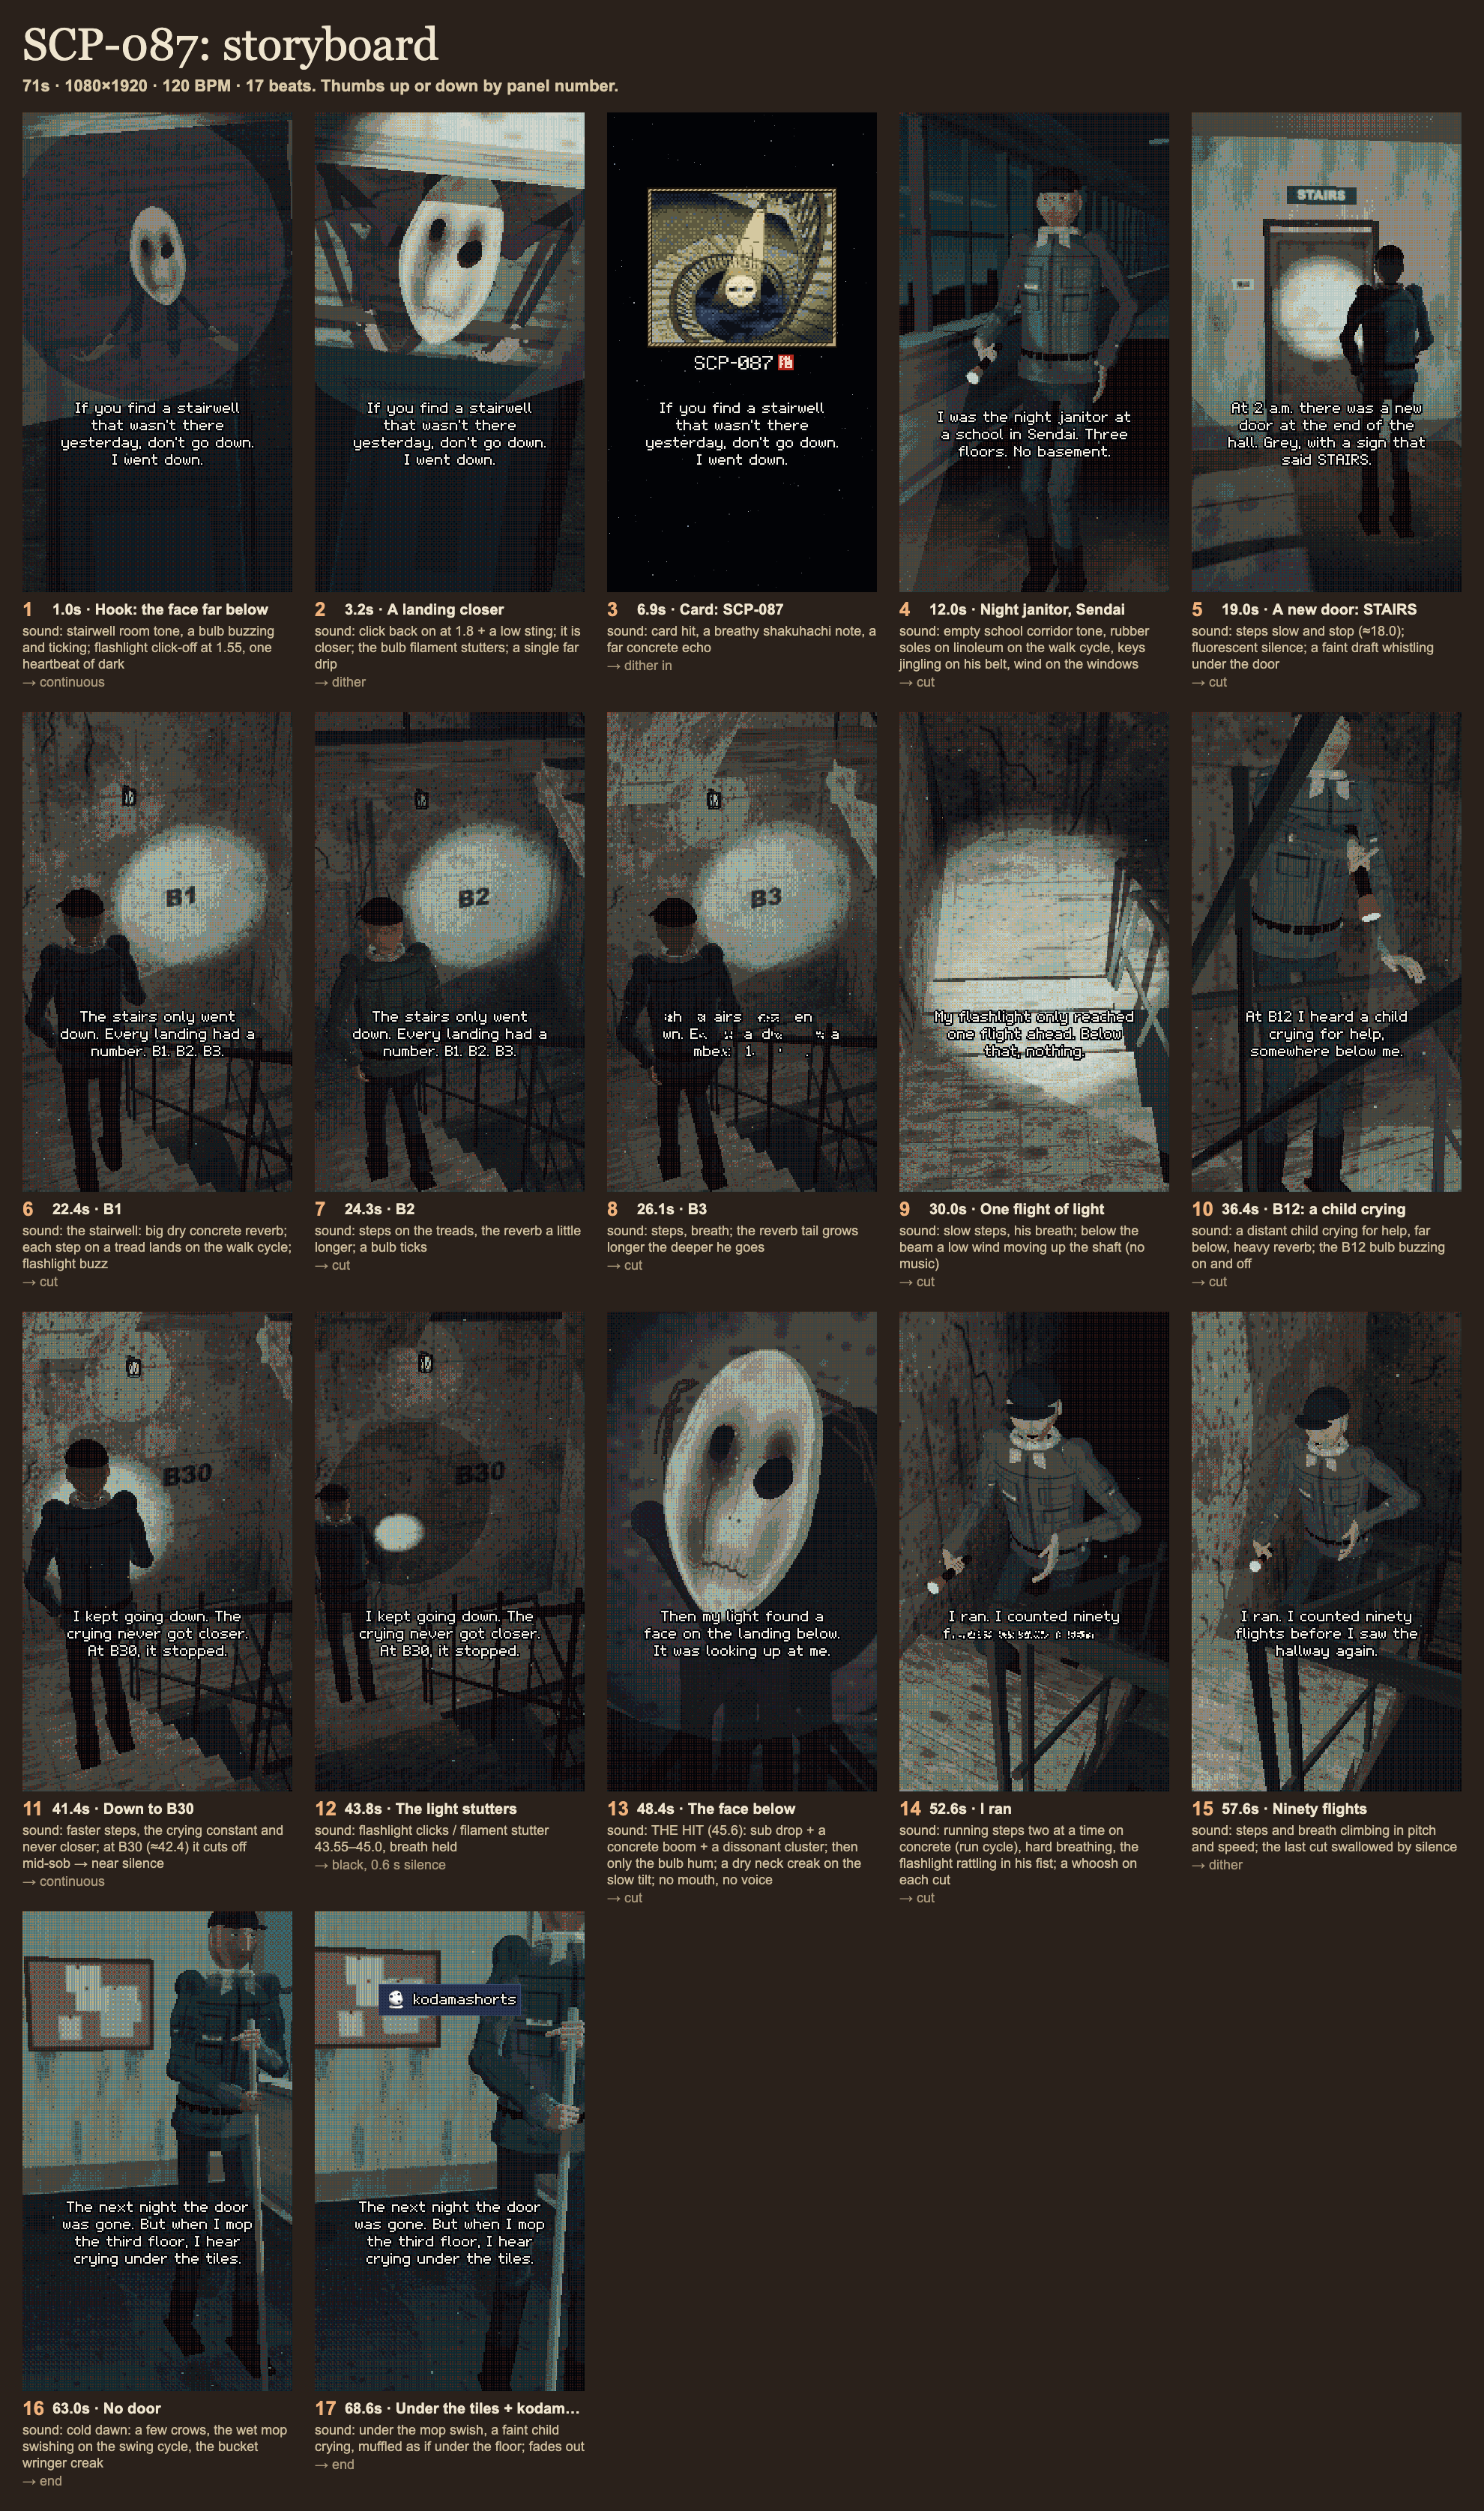 SCP-087: storyboard
71s · 1080×1920 · 120 BPM · 17 beats. Thumbs up or down by panel number.
If you find a stairwell
that wasn't there
yesterday, don't go down.
I went down.
1 1.0s · Hook: the face far below
sound: stairwell room tone, a bulb buzzing
and ticking; flashlight click-off at 1.55, one
heartbeat of dark
→ continuous
If you find a stairwell
that wasn't there
yesterday, don't go down.
I went down.
2 3.2s · A landing closer
sound: click back on at 1.8 + a low sting; it is
closer; the bulb filament stutters; a single far
drip
→ dither
SCP-087
If you find a stairwell
that wasn't there
yesterday, don't go down.
I went down.
3 6.9s · Card: SCP-087
sound: card hit, a breathy shakuhachi note, a
far concrete echo
→ dither in
I was the night janitor at
a school in Sendai. Three
floors. No basement.
4 12.0s · Night janitor, Sendai
sound: empty school corridor tone, rubber
soles on linoleum on the walk cycle, keys
jingling on his belt, wind on the windows
→ cut
STAIRS
At 2 a.m. there was a new
door at the end of the
hall. Grey, with a sign that
said STAIRS.
5 19.0s · A new door: STAIRS
sound: steps slow and stop (≈18.0);
fluorescent silence; a faint draft whistling
under the door
→ cut
B1
The stairs only went
down. Every landing had a
number. B1. B2. B3.
6 22.4s · B1
sound: the stairwell: big dry concrete reverb;
each step on a tread lands on the walk cycle;
flashlight buzz
→ cut
B2
The stairs only went
down. Every landing had a
number. B1. B2. B3.
7 24.3s · B2
sound: steps on the treads, the reverb a little
longer; a bulb ticks
→ cut
B3
8 26.1s · B3
sound: steps, breath; the reverb tail grows
longer the deeper he goes
→ cut
My flashlight only reached
one flight ahead. Below
that, nothing.
9 30.0s · One flight of light
sound: slow steps, his breath; below the
beam a low wind moving up the shaft (no
music)
→ cut
At B12 I heard a child
crying for help,
somewhere below me.
10 36.4s · B12: a child crying
sound: a distant child crying for help, far
below, heavy reverb; the B12 bulb buzzing
on and off
→ cut
B30
I kept going down. The
crying never got closer.
At B30, it stopped.
11 41.4s · Down to B30
sound: faster steps, the crying constant and
never closer; at B30 (≈42.4) it cuts off
mid-sob → near silence
→ continuous
B30
I kept going down. The
crying never got closer.
At B30, it stopped.
12 43.8s · The light stutters
sound: flashlight clicks / filament stutter
43.55–45.0, breath held
→ black, 0.6 s silence
Then my light found a
face on the landing below.
It was looking up at me.
13 48.4s · The face below
sound: THE HIT (45.6): sub drop + a
concrete boom + a dissonant cluster; then
only the bulb hum; a dry neck creak on the
slow tilt; no mouth, no voice
→ cut
I ran. I counted ninety
14 52.6s · I ran
sound: running steps two at a time on
concrete (run cycle), hard breathing, the
flashlight rattling in his fist; a whoosh on
each cut
→ cut
I ran. I counted ninety
flights before I saw the
hallway again.
15 57.6s · Ninety flights
sound: steps and breath climbing in pitch
and speed; the last cut swallowed by silence
→ dither
The next night the door
was gone. But when I mop
the third floor, I hear
crying under the tiles.
16 63.0s · No door
sound: cold dawn: a few crows, the wet mop
swishing on the swing cycle, the bucket
wringer creak
→ end
kodamashorts
The next night the door
was gone. But when I mop
the third floor, I hear
crying under the tiles.
17 68.6s · Under the tiles + kodam…
sound: under the mop swish, a faint child
crying, muffled as if under the floor; fades out
→ end